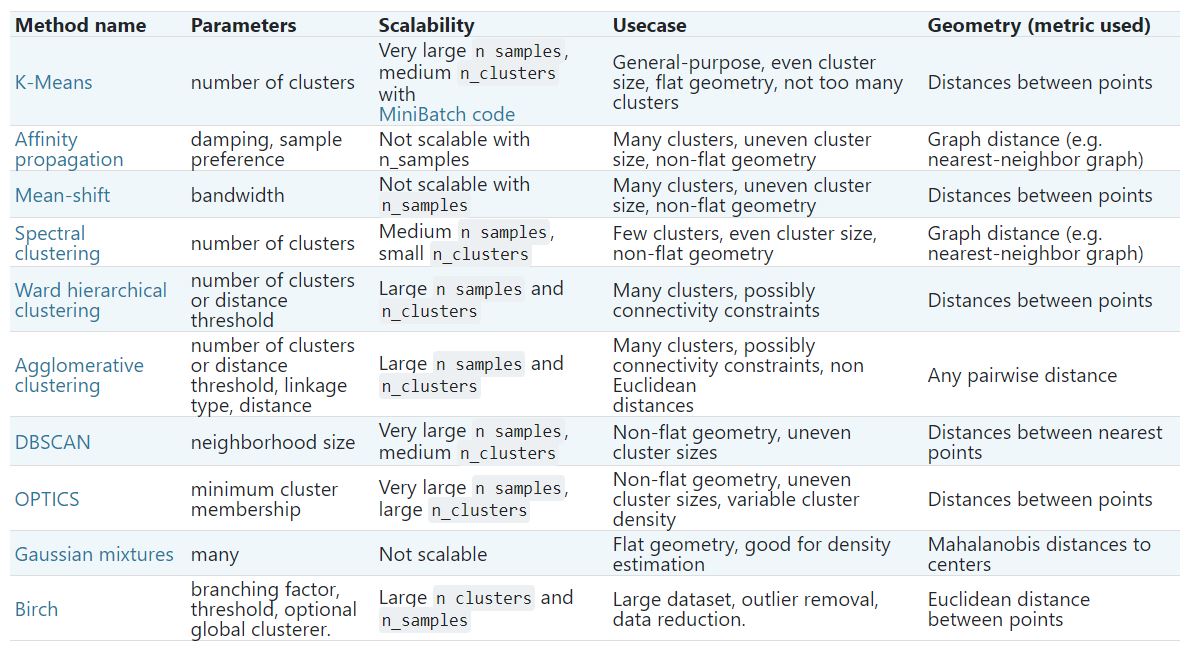 Method name Parameters Scalability Usecase Geometry (metric used)
K-Means
number of clusters
Very large n samples,
medium n_clusters
with
MiniBatch code
General-purpose, even cluster
size, flat geometry, not too many
clusters
Distances between points
Affinity
propagation
damping, sample
preference
Not scalable with
n_samples
Many clusters, uneven cluster
size, non-flat geometry
Graph distance (e.g.
nearest-neighbor graph)
Mean-shift
bandwidth
Not scalable with
n_samples
Many clusters, uneven cluster
size, non-flat geometry
Distances between points
Spectral
clustering
number of clusters
Medium n samples,
small n_clusters
Few clusters, even cluster size,
non-flat geometry
Graph distance (e.g.
nearest-neighbor graph)
Ward hierarchical
clustering
number of clusters
or distance
threshold
Large n samples and
n_clusters
Many clusters, possibly
connectivity constraints
Distances between points
Agglomerative
clustering
number of clusters
or distance
threshold, linkage
type, distance
Large n samples and
n_clusters
Many clusters, possibly
connectivity constraints, non
Euclidean
distances
Any pairwise distance
DBSCAN
neighborhood size
Very large n samples,
medium n_clusters
Non-flat geometry, uneven
cluster sizes
Distances between nearest
points
OPTICS
minimum cluster
membership
Very large n samples,
large n_clusters
Non-flat geometry, uneven
cluster sizes, variable cluster
density
Distances between points
Gaussian mixtures
many
Not scalable
Flat geometry, good for density
estimation
Mahalanobis distances to
centers
Birch
branching factor,
threshold, optional
global clusterer.
Large n clusters and
n_samples
Large dataset, outlier removal,
data reduction.
Euclidean distance
between points